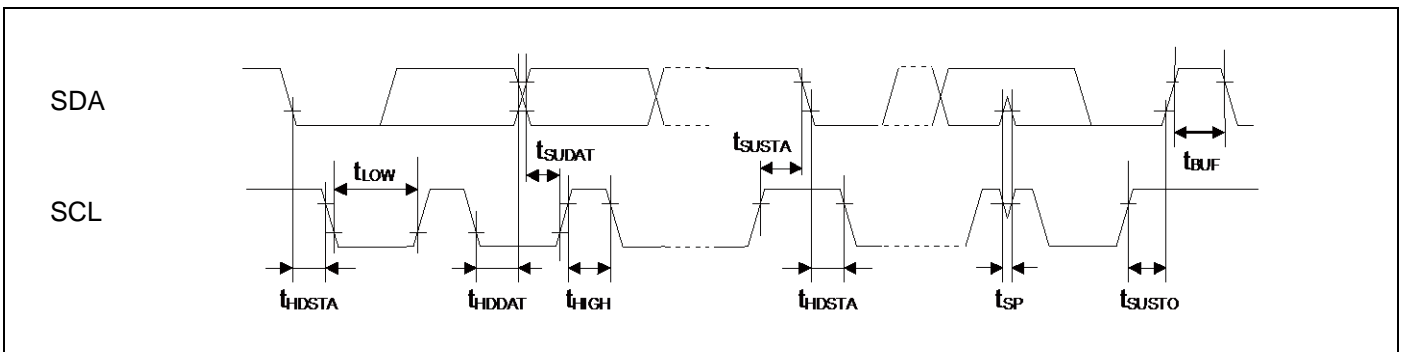 SDA
tSUDAT
tSUSTA
tBUF
tLOW
SCL
tHDSTA
tHDDAT
tHIGH
tHDSTA
tSP
tSUSTO